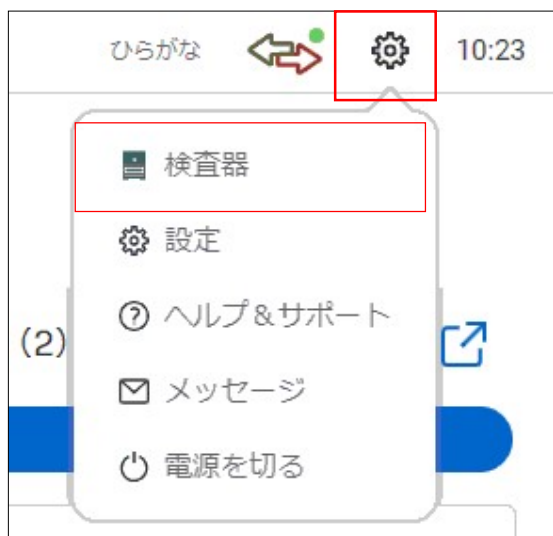 ひらがな 10:23
検査器
設定
ヘルプ&サポート
(2)
メッセージ
電源を切る